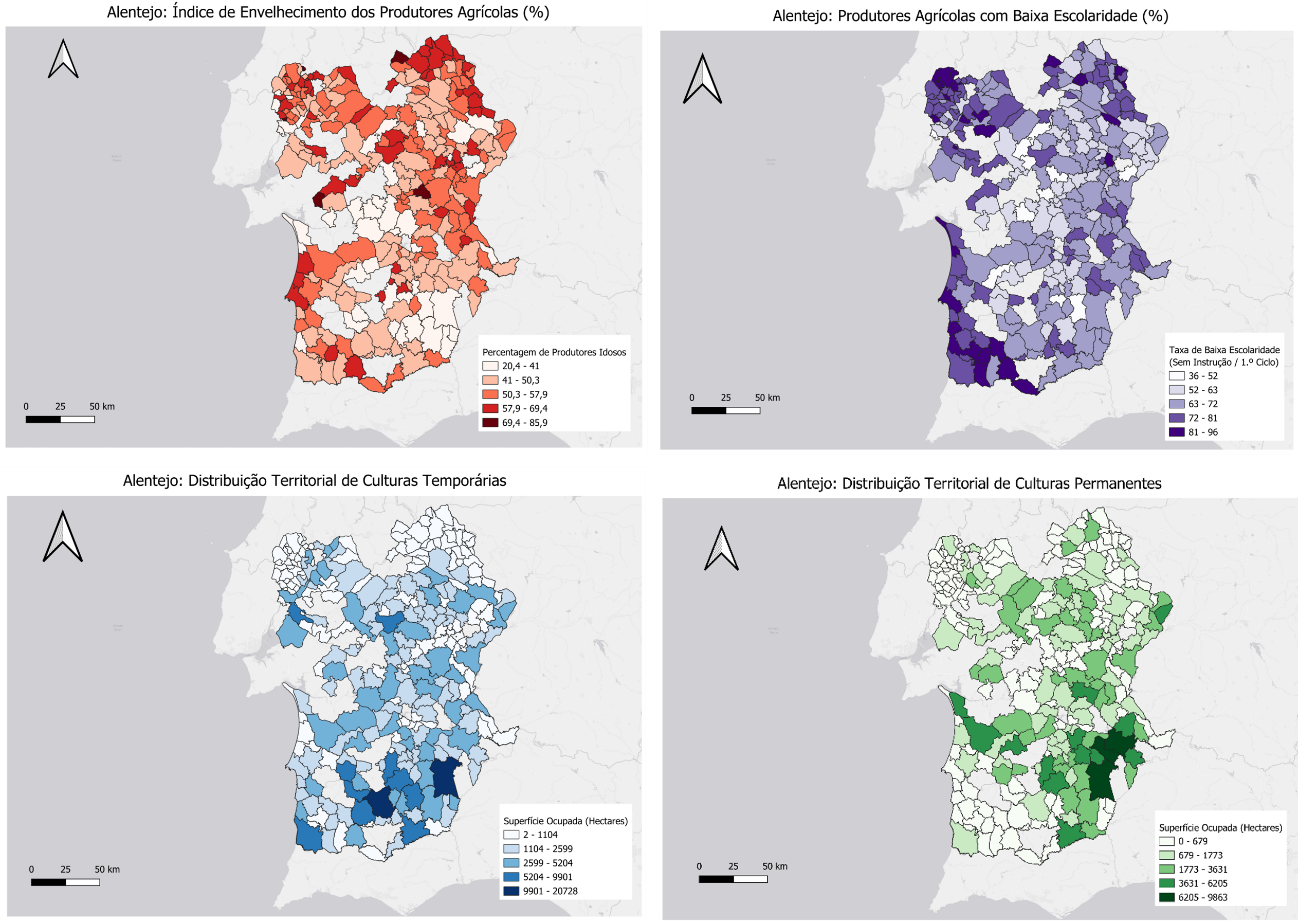 Alentejo: Índice de Envelhecimento dos Produtores Agrícolas (%)
Percentagem de Produtores Idosos
20,4 - 41
41 - 50,3
50,3 - 57,9
57,9 - 69,4
69,4 - 85,9
0 25 50 km
Alentejo: Produtores Agrícolas com Baixa Escolaridade (%)
Taxa de Baixa Escolaridade
(Sem Instrução / 1.º Ciclo)
36 - 52
52 - 63
63 - 72
72 - 81
81 - 96
0 25 50 km
Alentejo: Distribuição Territorial de Culturas Temporárias
Superfície Ocupada (Hectares)
2 - 1104
1104 - 2599
2599 - 5204
5204 - 9901
9901 - 20728
0 25 50 km
Alentejo: Distribuição Territorial de Culturas Permanentes
Superfície Ocupada (Hectares)
0 - 679
679 - 1773
1773 - 3631
3631 - 6205
6205 - 9863
0 25 50 km